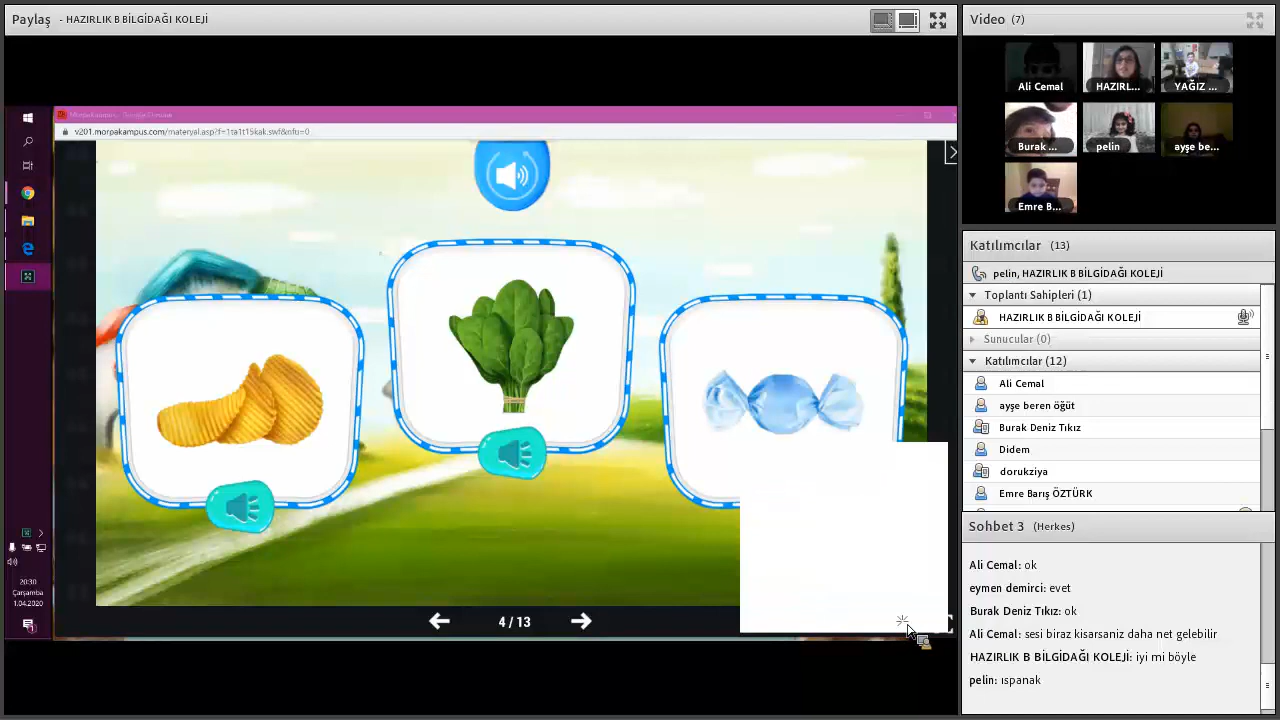 Paylaş - HAZIRLIK B BİLGİDAĞI KOLEJİ
v201.morpakampus.com/materyal.asp?f=1ta1t15kak.swf&nfu=0
4 / 13
20:30
Çarşamba
1.04.2020
Video (7)
Ali Cemal
HAZIRL...
YAĞIZ ...
Burak ...
pelin
ayşe be...
Emre B...
Katılımcılar (13)
pelin, HAZIRLIK B BİLGİDAĞI KOLEJİ
Toplantı Sahipleri (1)
HAZIRLIK B BİLGİDAĞI KOLEJİ
Sunucular (0)
Katılımcılar (12)
Ali Cemal
ayşe beren öğüt
Burak Deniz Tıkız
Didem
dorukziya
Emre Barış ÖZTÜRK
Sohbet 3 (Herkes)
Ali Cemal: ok
eymen demirci: evet
Burak Deniz Tıkız: ok
Ali Cemal: sesi biraz kisarsaniz daha net gelebilir
HAZIRLIK B BİLGİDAĞI KOLEJİ: iyi mi böyle
pelin: ıspanak